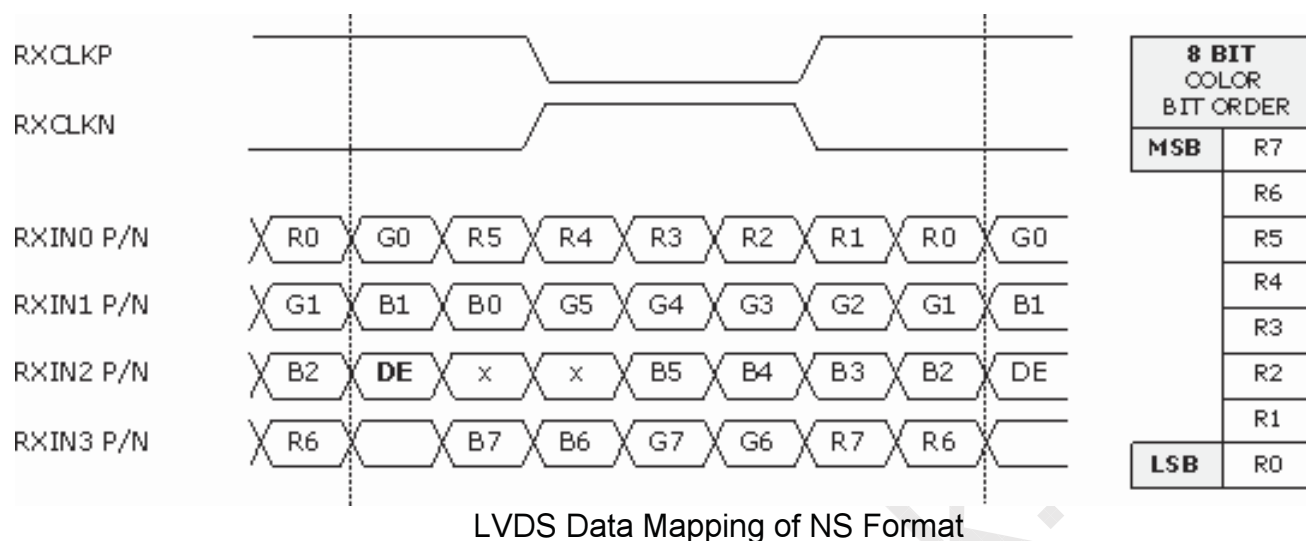 RXCLKP
RXCLKN
RXIN0 P/N R0 G0 R5 R4 R3 R2 R1 R0 G0
RXIN1 P/N G1 B1 B0 G5 G4 G3 G2 G1 B1
RXIN2 P/N B2 DE x x B5 B4 B3 B2 DE
RXIN3 P/N R6 B7 B6 G7 G6 R7 R6
8 BIT
COLOR
BIT ORDER
MSB R7
R6
R5
R4
R3
R2
R1
LSB R0
LVDS Data Mapping of NS Format